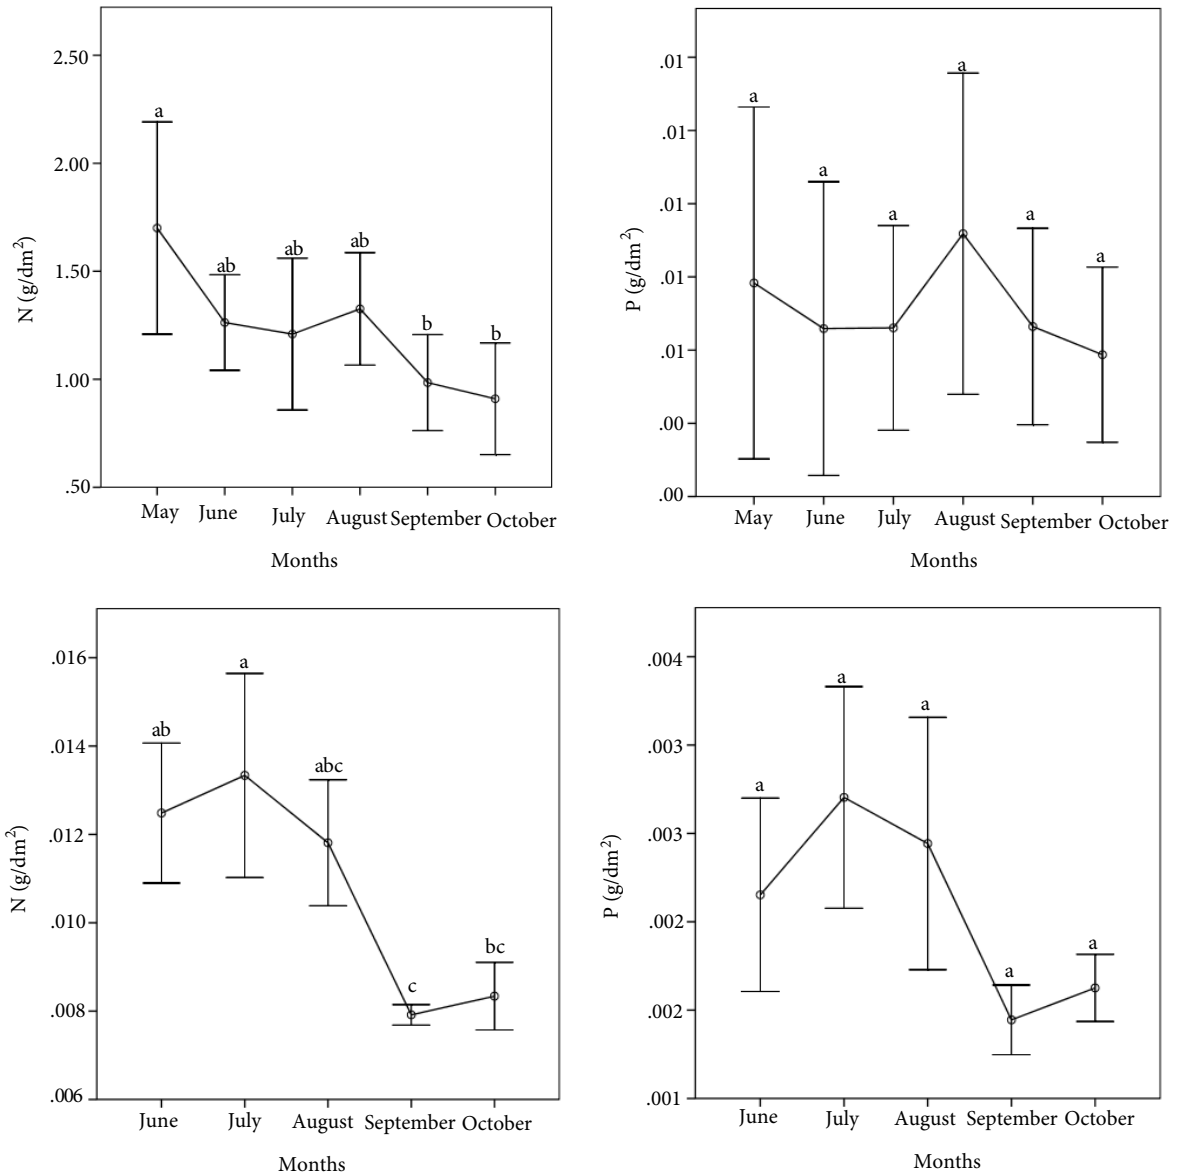 2.50
2.00
1.50
1.00
.50
N (g/dm2)
a
ab
ab
ab
b
b
May June July August September October
Months
.01
.01
.01
.01
.01
.00
.00
P (g/dm2)
a
a
a
a
a
a
May June July August September October
Months
.016
.014
.012
.010
.008
.006
N (g/dm2)
ab
a
abc
c
bc
June July August September October
Months
.004
.003
.003
.002
.002
.001
P (g/dm2)
a
a
a
a
a
June July August September October
Months